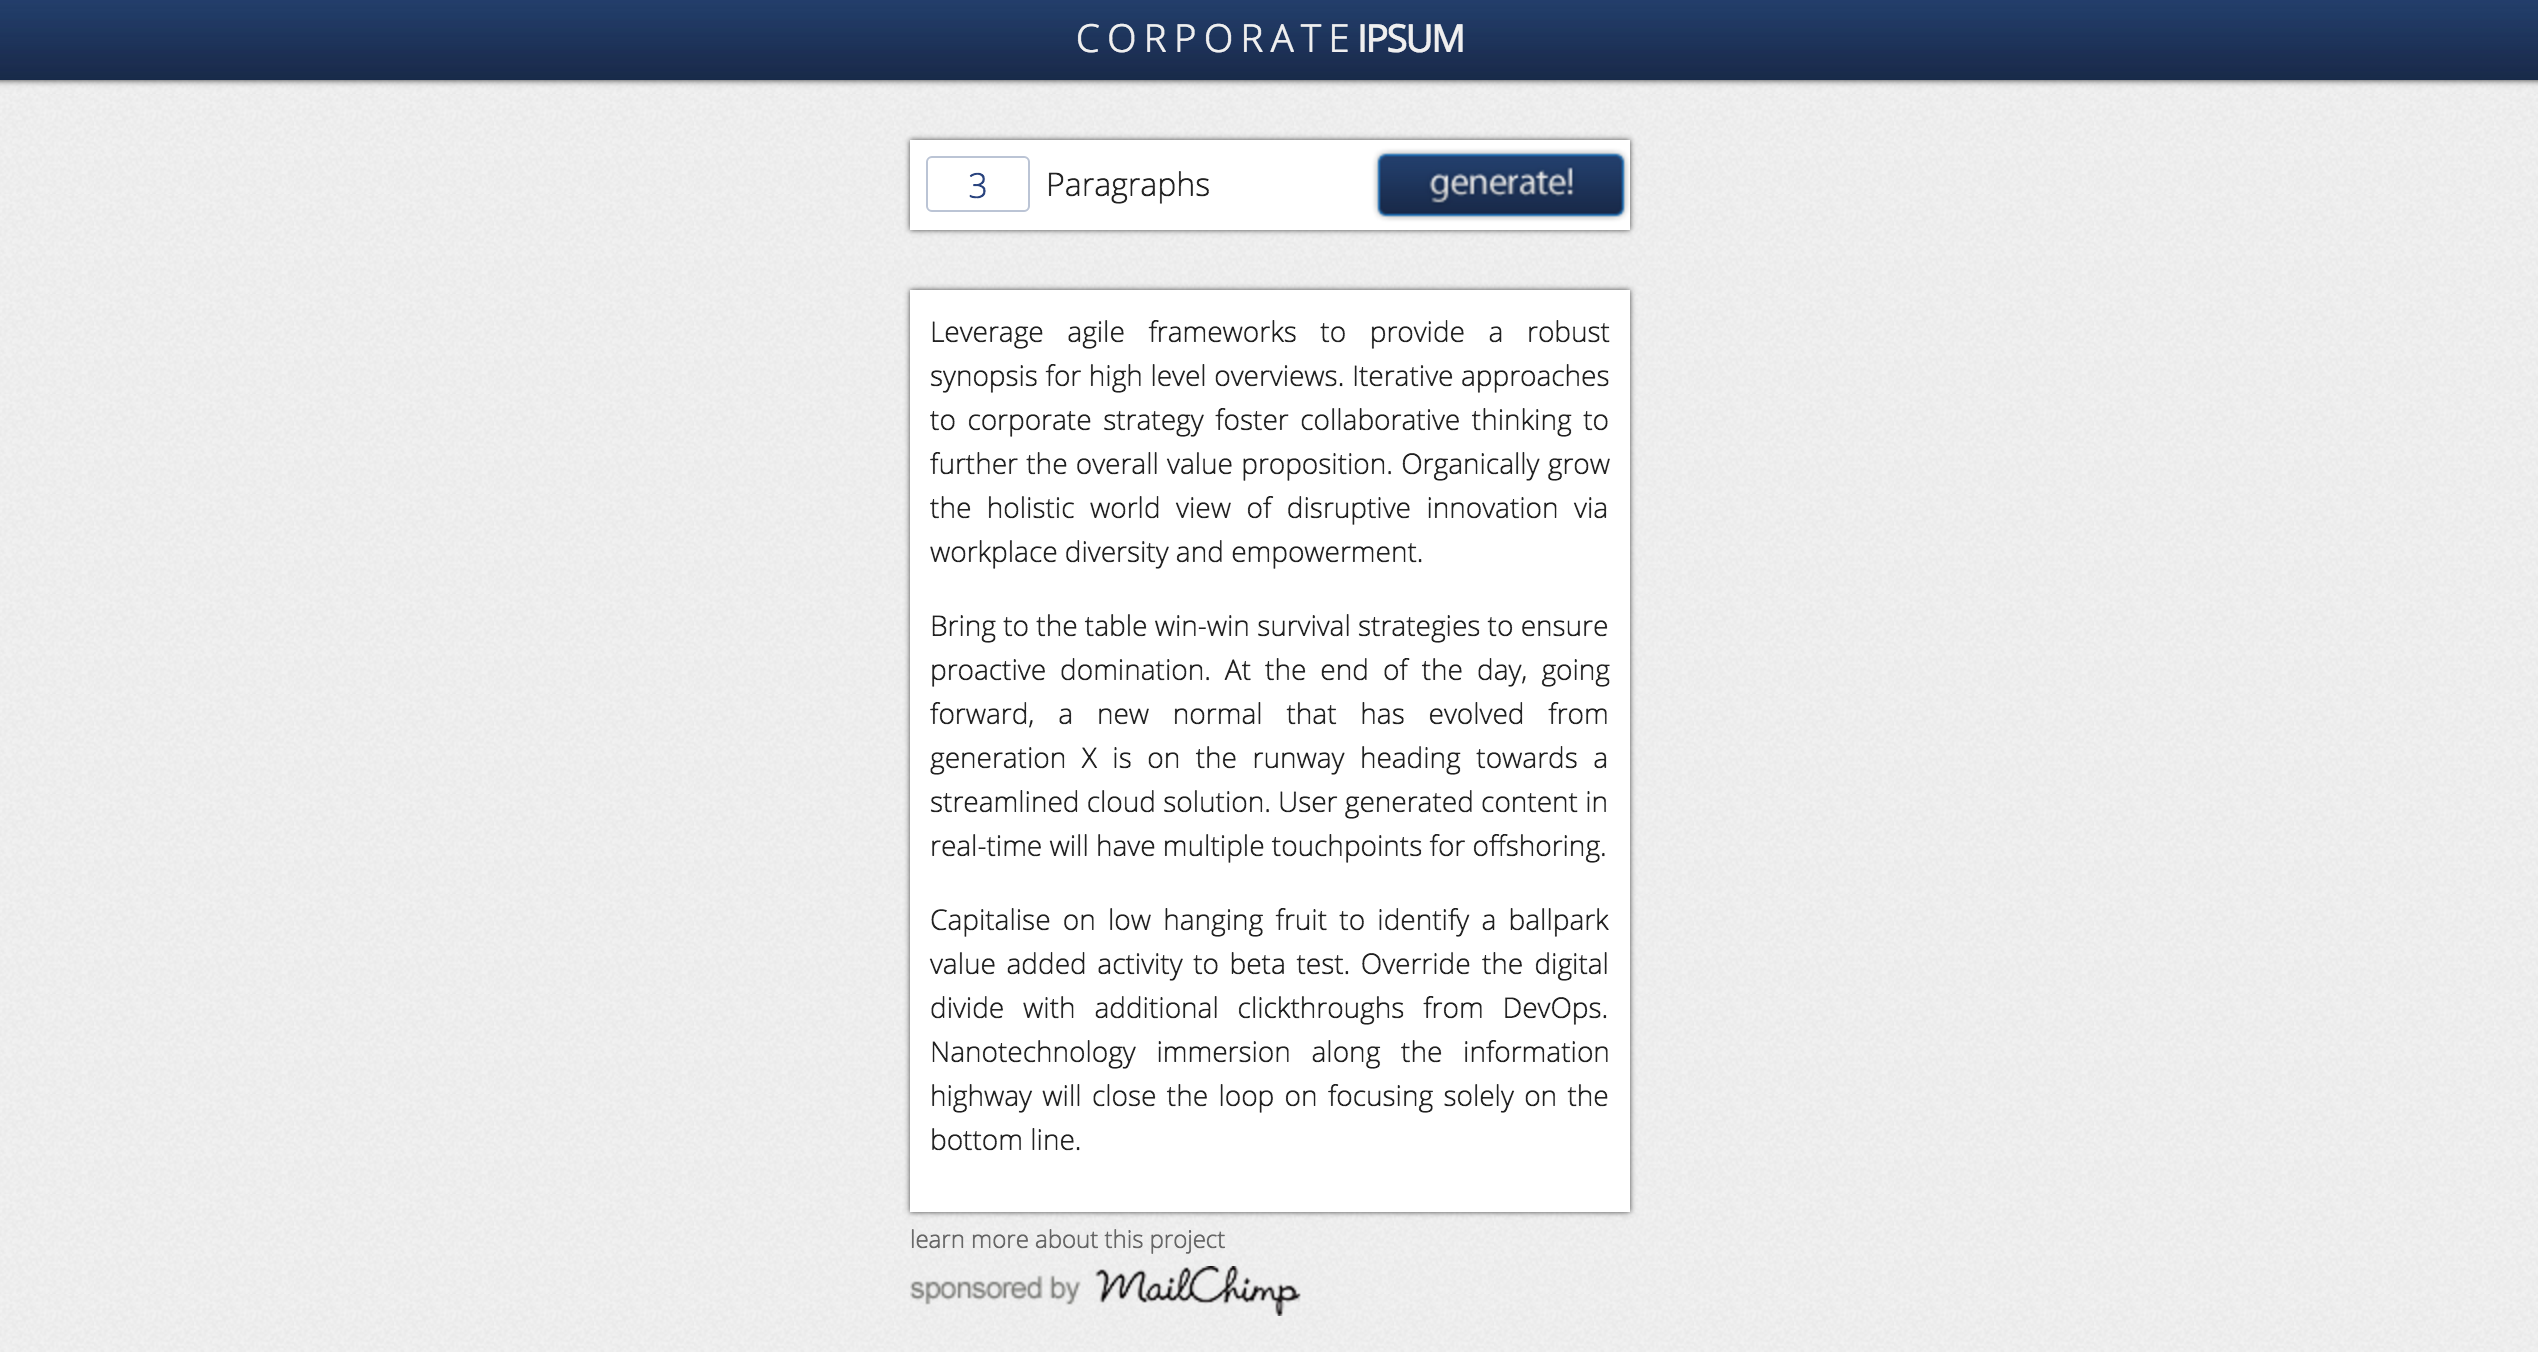 CORPORATE IPSUM
3 Paragraphs generate!
Leverage agile frameworks to provide a robust
synopsis for high level overviews. Iterative approaches
to corporate strategy foster collaborative thinking to
further the overall value proposition. Organically grow
the holistic world view of disruptive innovation via
workplace diversity and empowerment.
Bring to the table win-win survival strategies to ensure
proactive domination. At the end of the day, going
forward, a new normal that has evolved from
generation X is on the runway heading towards a
streamlined cloud solution. User generated content in
real-time will have multiple touchpoints for offshoring.
Capitalise on low hanging fruit to identify a ballpark
value added activity to beta test. Override the digital
divide with additional clickthroughs from DevOps.
Nanotechnology immersion along the information
highway will close the loop on focusing solely on the
bottom line.
learn more about this project
sponsored by MailChimp